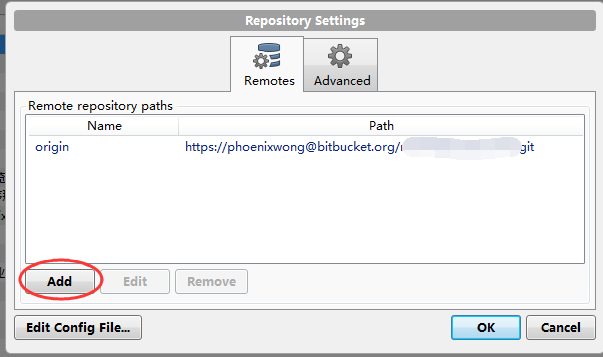 Repository Settings
Remotes
Advanced
Remote repository paths
Name Path
origin https://phoenixwong@bitbucket.org/ git
Add Edit Remove
Edit Config File... OK Cancel